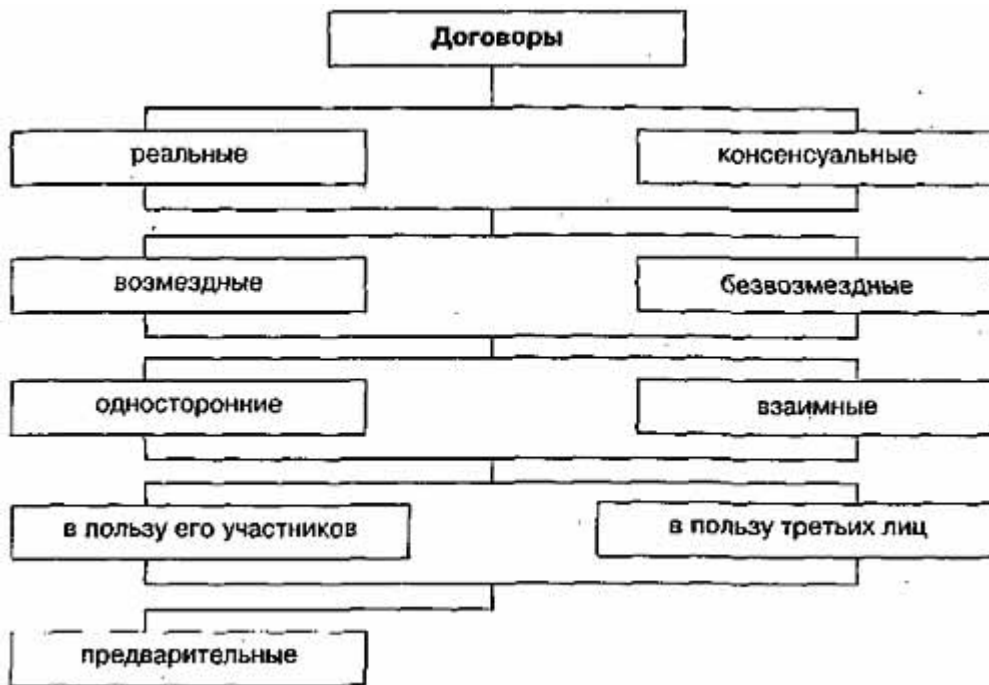 Договоры
реальные
консенсуальные
возмездные
безвозмездные
односторонние
взаимные
в пользу его участников
в пользу третьих лиц
предварительные